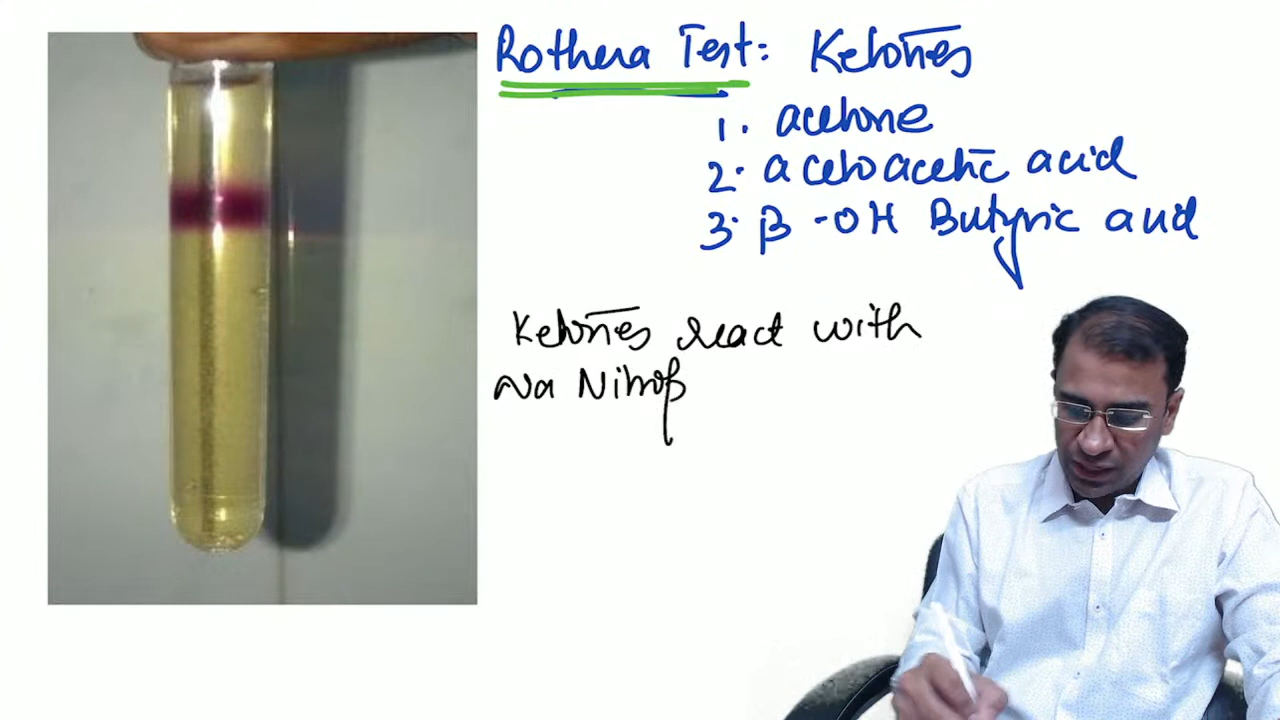 Rothera Test: Ketones
1. acetone
2. acetoacetic acid
3. β -OH Butyric acid
Ketones react with
Na Nitrop